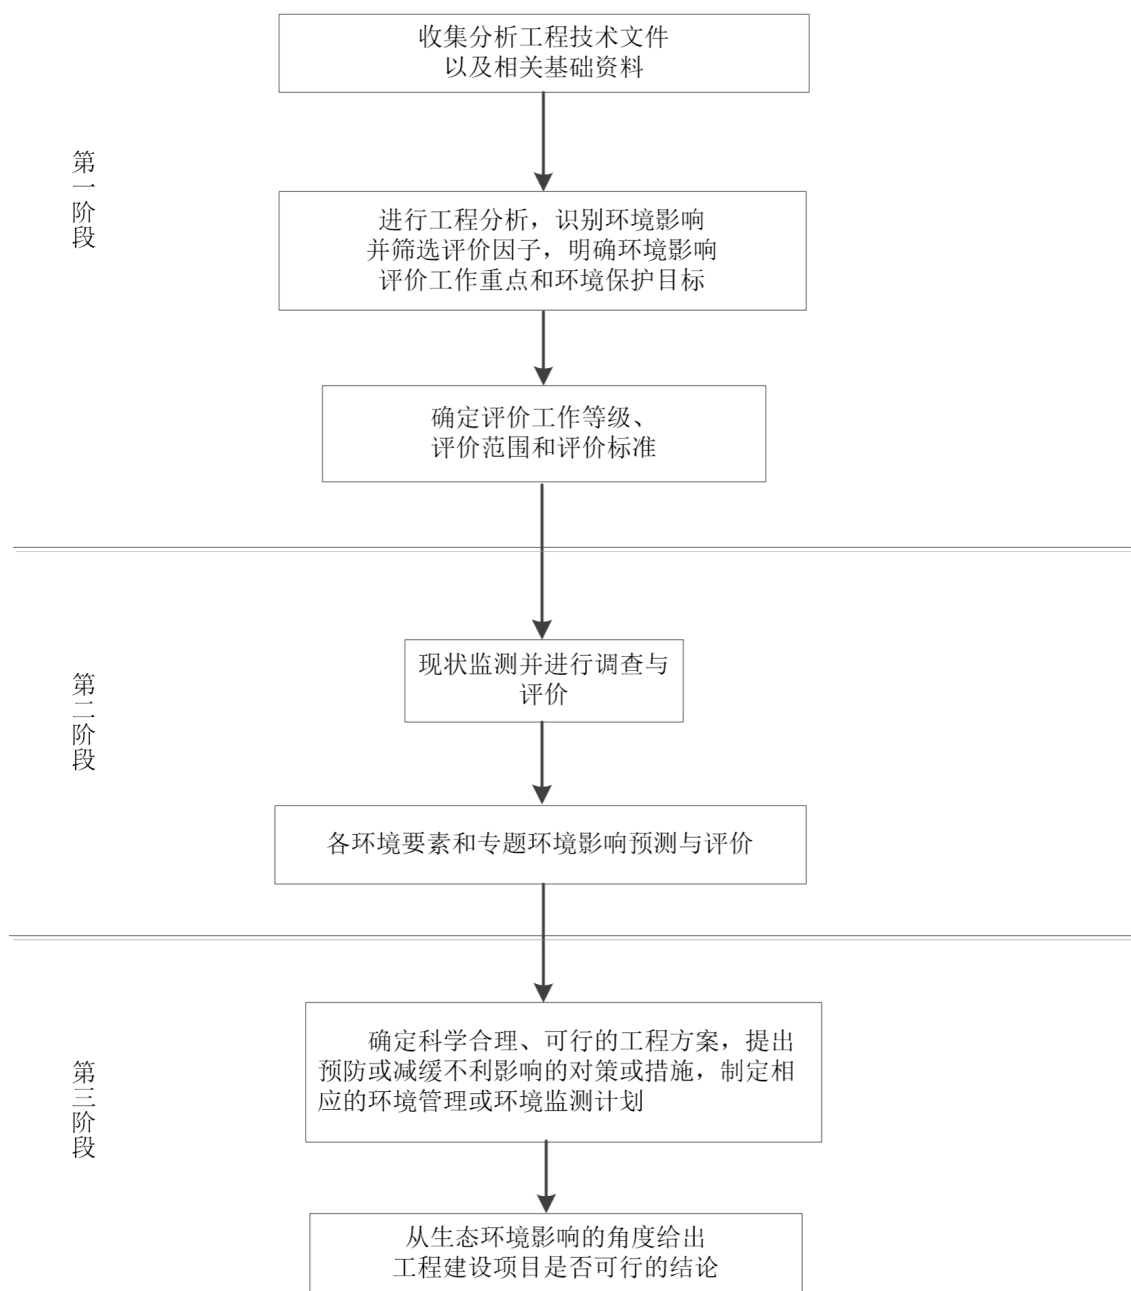 收集分析工程技术文件
以及相关基础资料
第一阶段
进行工程分析，识别环境影响
并筛选评价因子，明确环境影响
评价工作重点和环境保护目标
确定评价工作等级、
评价范围和评价标准
第二阶段
现状监测并进行调查与
评价
各环境要素和专题环境影响预测与评价
第三阶段
确定科学合理、可行的工程方案，提出
预防或减缓不利影响的对策或措施，制定相
应的环境管理或环境监测计划
从生态环境影响的角度给出
工程建设项目是否可行的结论